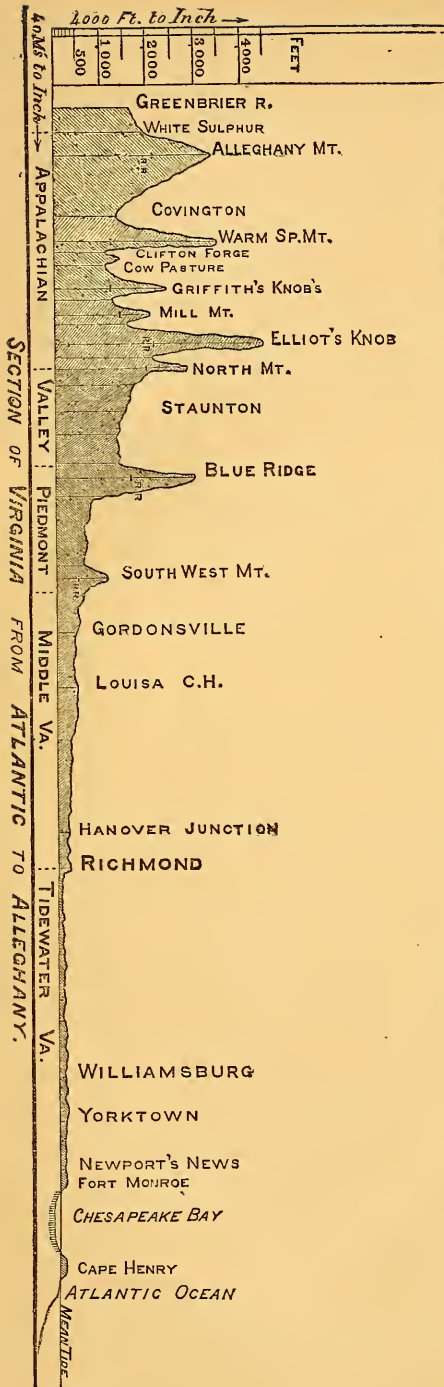 4000 Ft. to Inch
40 Ms to Inch
FEET
500
1000
2000
3000
4000
GREENBRIER R.
WHITE SULPHUR
ALLEGHANY MT.
R.R.
COVINGTON
WARM SP. MT.
CLIFTON FORGE
COW PASTURE
GRIFFITH'S KNOB'S
MILL MT.
ELLIOT'S KNOB
R.R.
NORTH MT.
STAUNTON
BLUE RIDGE
R.R.
SOUTH WEST MT.
R.R.
GORDONSVILLE
LOUISA C.H.
HANOVER JUNCTION
RICHMOND
WILLIAMSBURG
YORKTOWN
NEWPORT'S NEWS
FORT MONROE
CHESAPEAKE BAY
CAPE HENRY
ATLANTIC OCEAN
MEAN TIDE
APPALACHIAN
VALLEY
PIEDMONT
MIDDLE VA.
TIDEWATER VA.
SECTION OF VIRGINIA FROM ATLANTIC TO ALLEGHANY.